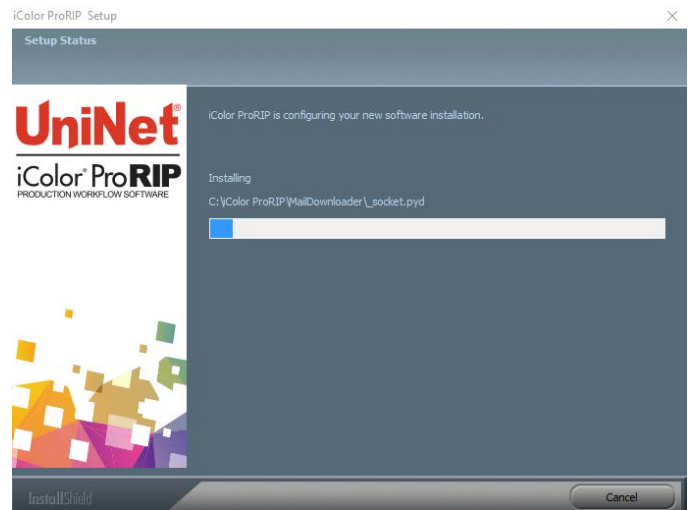 iColor ProRIP Setup
Setup Status
UniNet®
iColor® ProRIP
PRODUCTION WORKFLOW SOFTWARE
iColor ProRIP is configuring your new software installation.
Installing
C:\iColor ProRIP\MailDownloader\_socket.pyd
InstallShield
Cancel